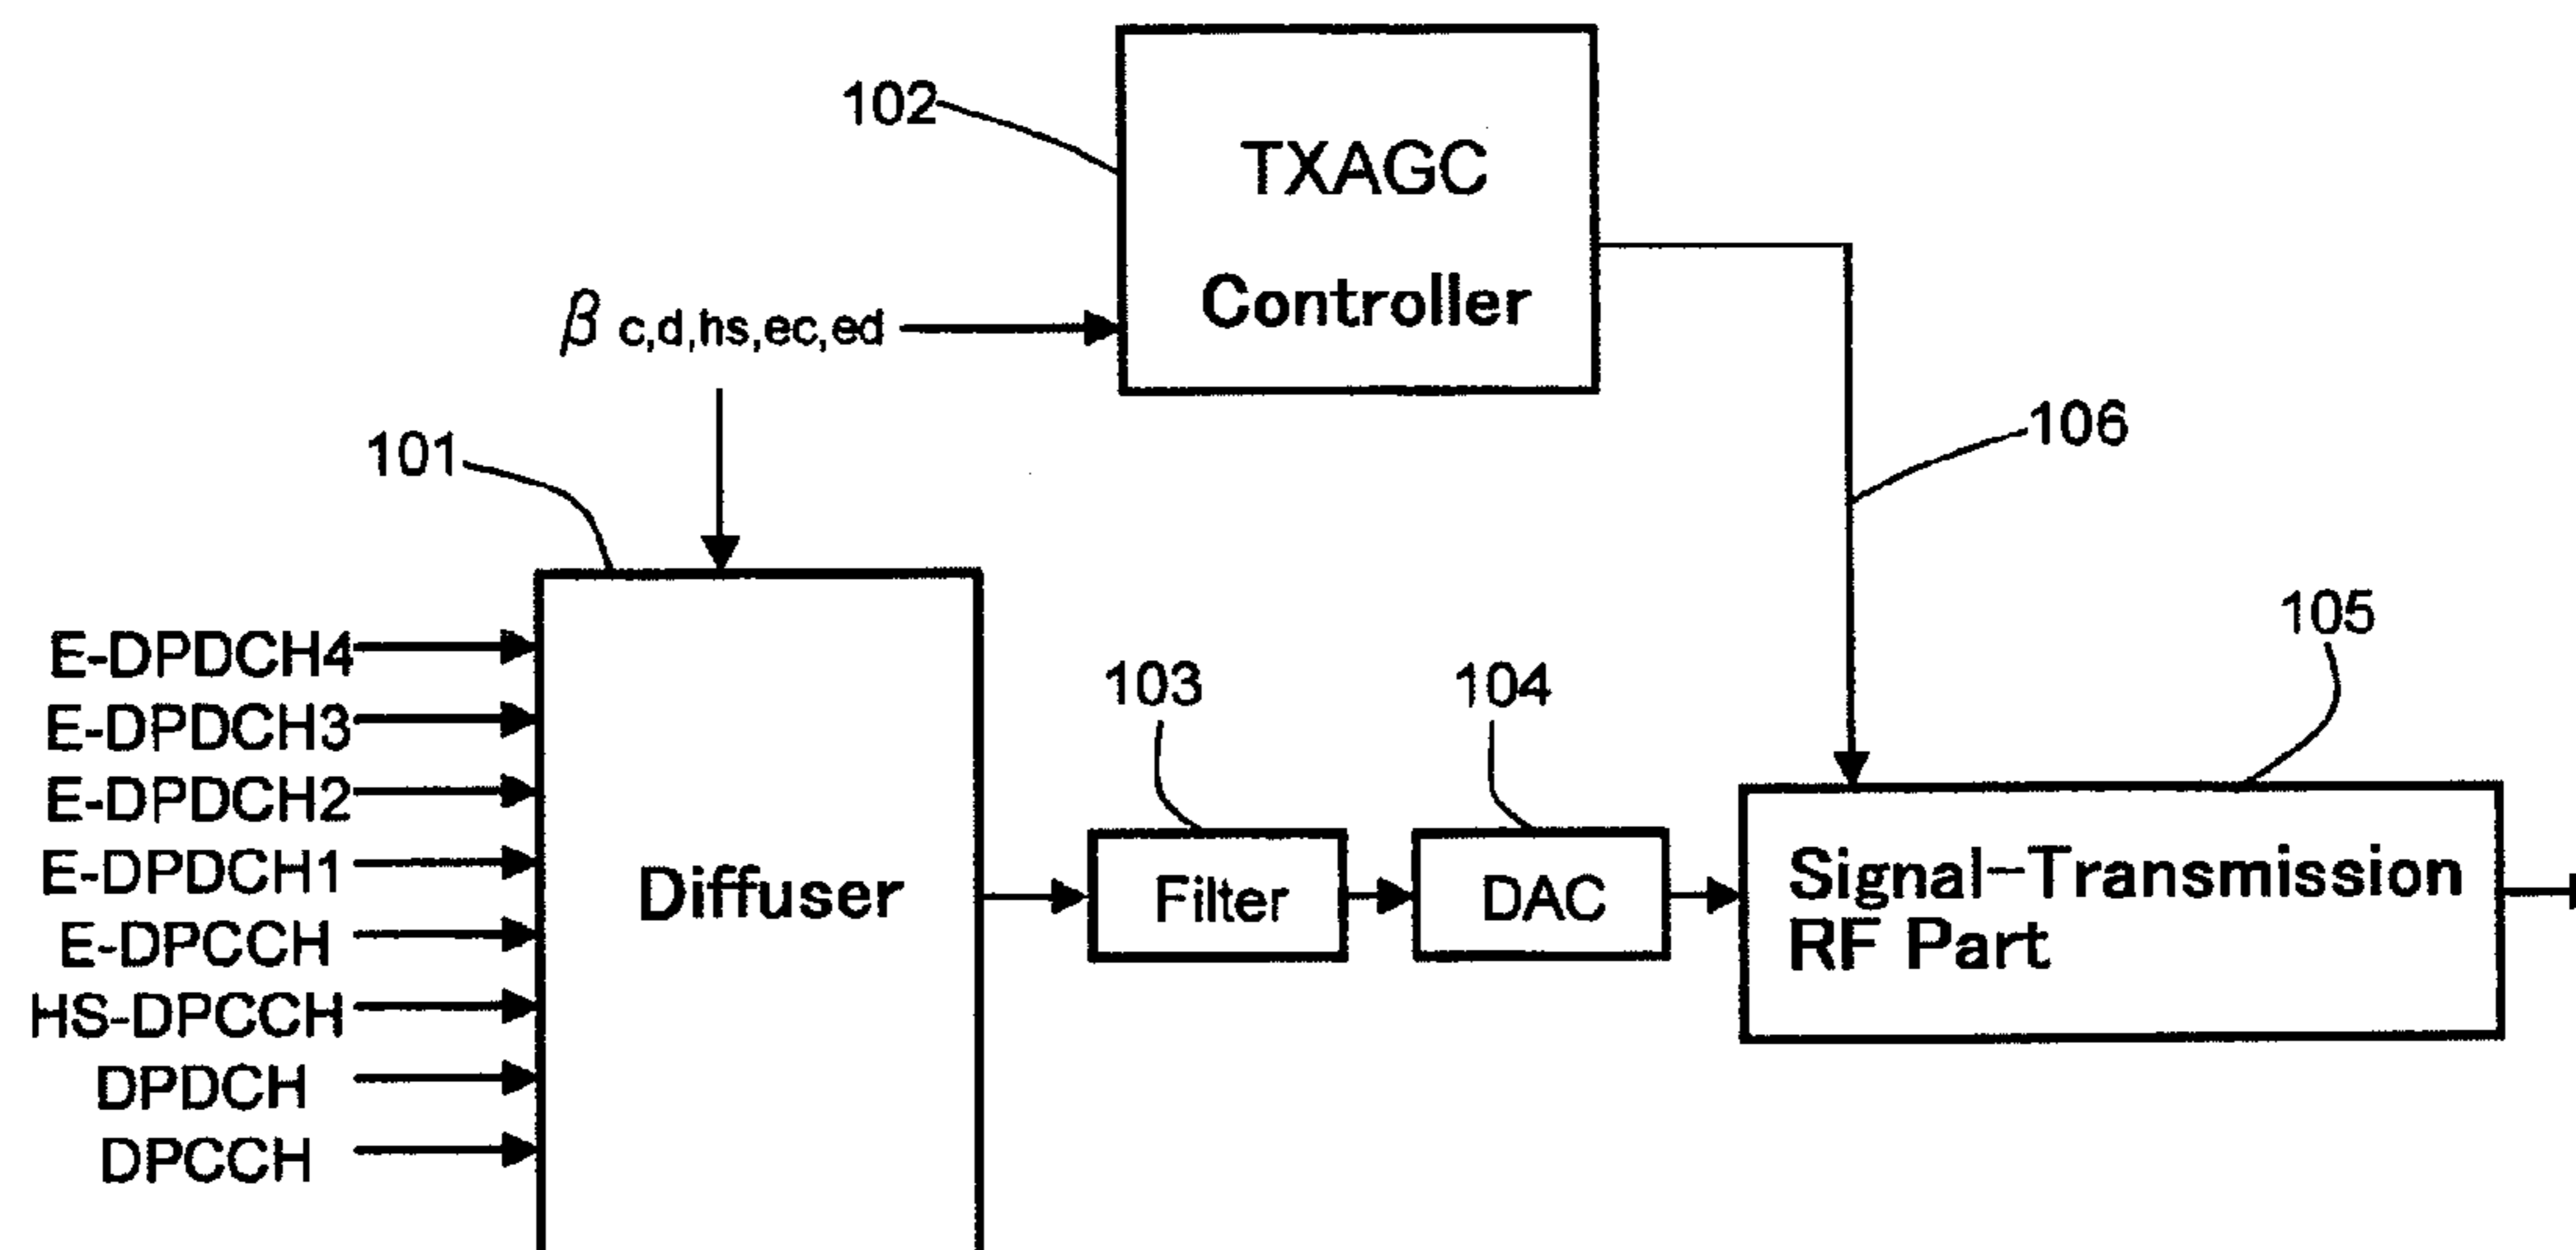 102
TXAGC
Controller
β c,d,hs,ec,ed
106
101
105
E-DPDCH4
E-DPDCH3
E-DPDCH2
E-DPDCH1
E-DPCCH
HS-DPCCH
DPDCH
DPCCH
Diffuser
103
Filter
104
DAC
Signal-Transmission
RF Part